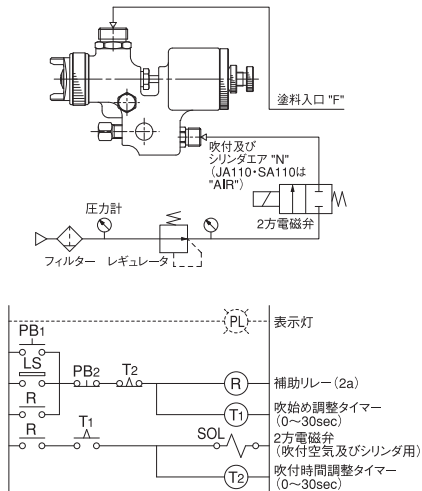 塗料入口 "F"
吹付及び
シリンダエア "N"
(JA110・SA110は
"AIR")
2方電磁弁
圧力計
フィルター
レギュレータ
PL
表示灯
PB1
LS
PB2
T2
R
補助リレー(2a)
R
T1
吹始め調整タイマー
(0〜30sec)
R
T1
SOL
2方電磁弁
(吹付空気及びシリンダ用)
T2
吹付時間調整タイマー
(0〜30sec)